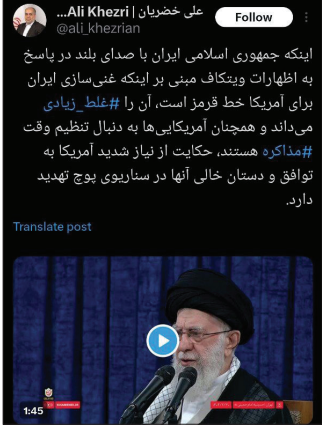 علی خضریان | Ali Khezri...
@ali_khezrian
Follow
اینکه جمهوری اسلامی ایران با صدای بلند در پاسخ
به اظهارات ویتکاف مبنی بر اینکه غنی‌سازی ایران
برای آمریکا خط قرمز است، آن را #غلط_زیادی
می‌داند و همچنان آمریکایی‌ها به دنبال تنظیم وقت
#مذاکره هستند، حکایت از نیاز شدید آمریکا به
توافق و دستان خالی آنها در سناریوی پوچ تهدید
دارد.
Translate post
1:45